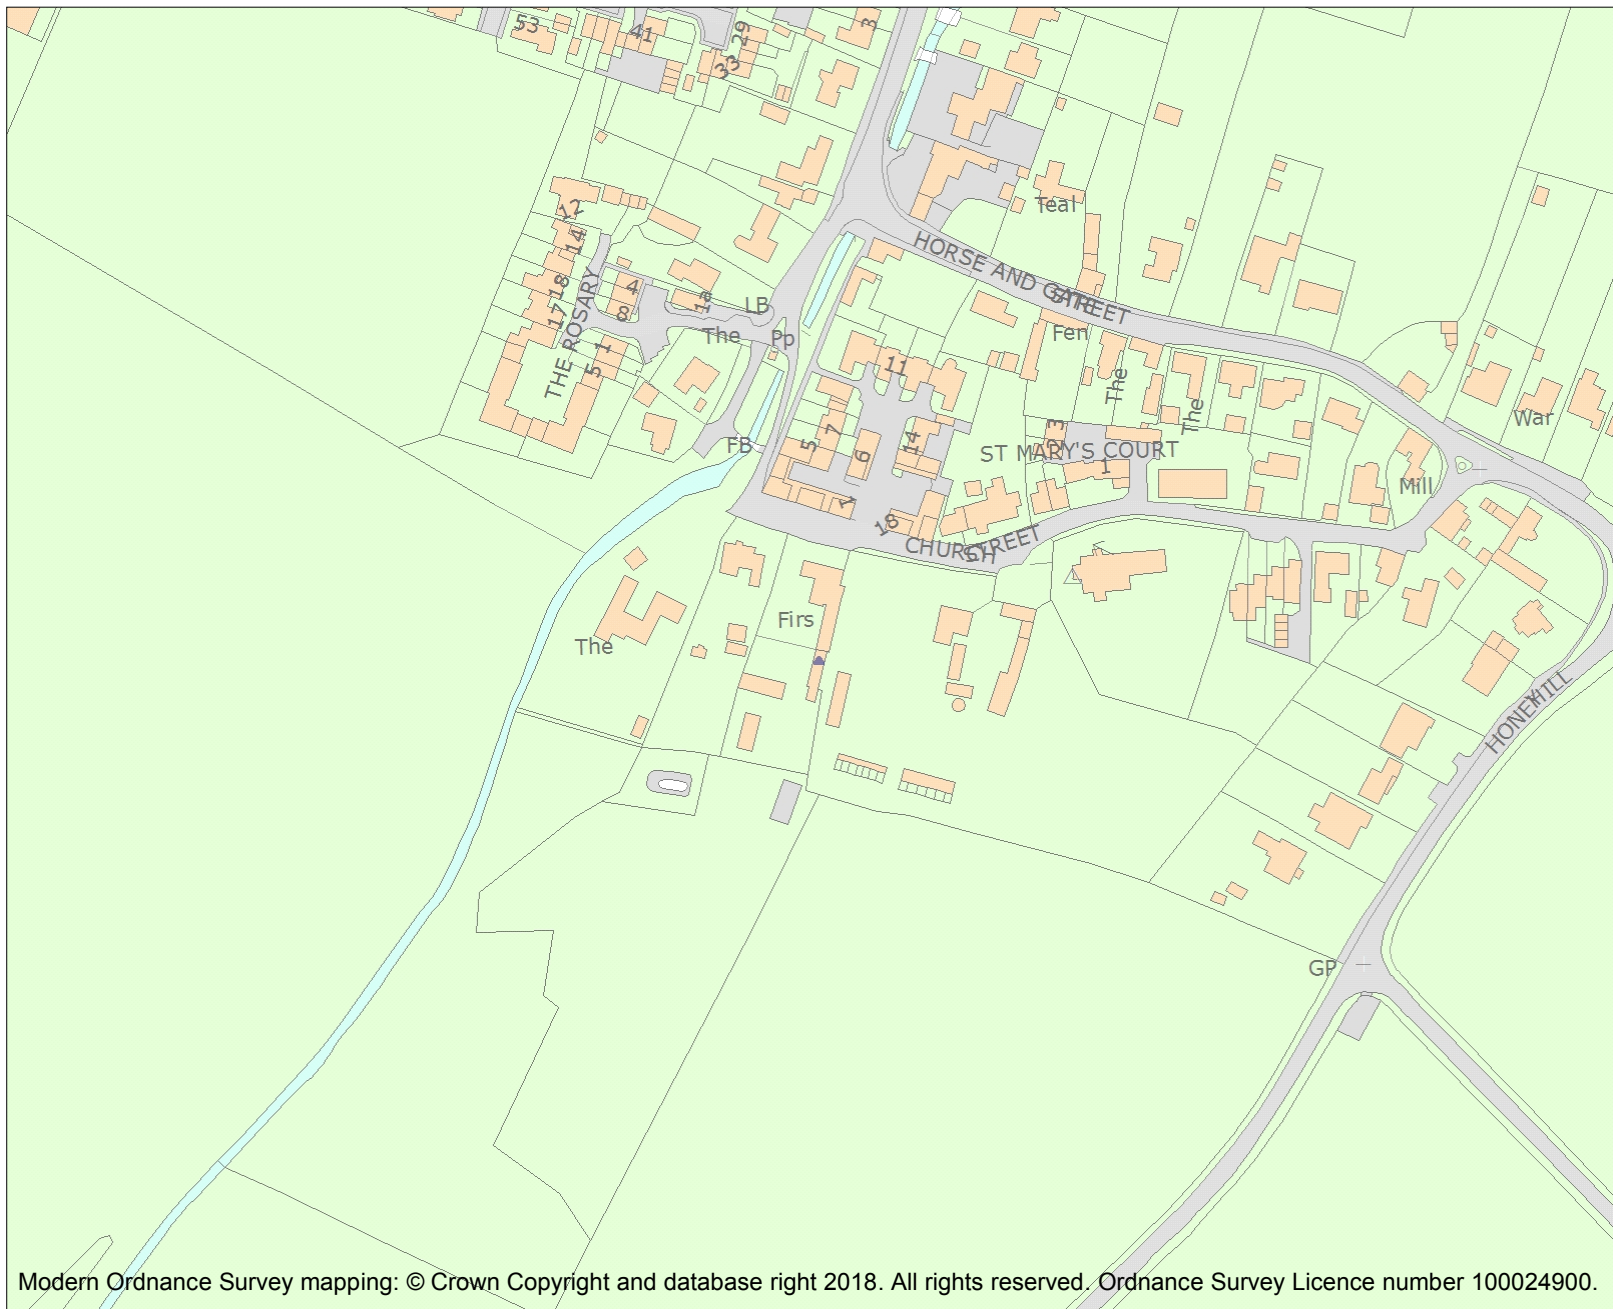 53
41
29
33
3
12
14
18
17
THE ROSARY
4
8
1
5
LB
The
Pp
FB
Teal
HORSE AND GATE
STREET
Fen
The
The
11
7
5
6
14
1
18
3
ST MARY'S COURT
1
CHURCH
STREET
War
Mill
Firs
The
HONEYHILL
GP
Modern Ordnance Survey mapping: © Crown Copyright and database right 2018. All rights reserved. Ordnance Survey Licence number 100024900.